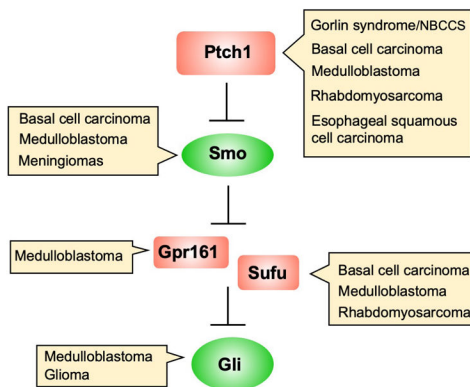 Ptch1
Gorlin syndrome/NBCCS
Basal cell carcinoma
Medulloblastoma
Rhabdomyosarcoma
Esophageal squamous
cell carcinoma
Basal cell carcinoma
Medulloblastoma
Meningiomas
Smo
Medulloblastoma
Gpr161
Sufu
Basal cell carcinoma
Medulloblastoma
Rhabdomyosarcoma
Medulloblastoma
Glioma
Gli